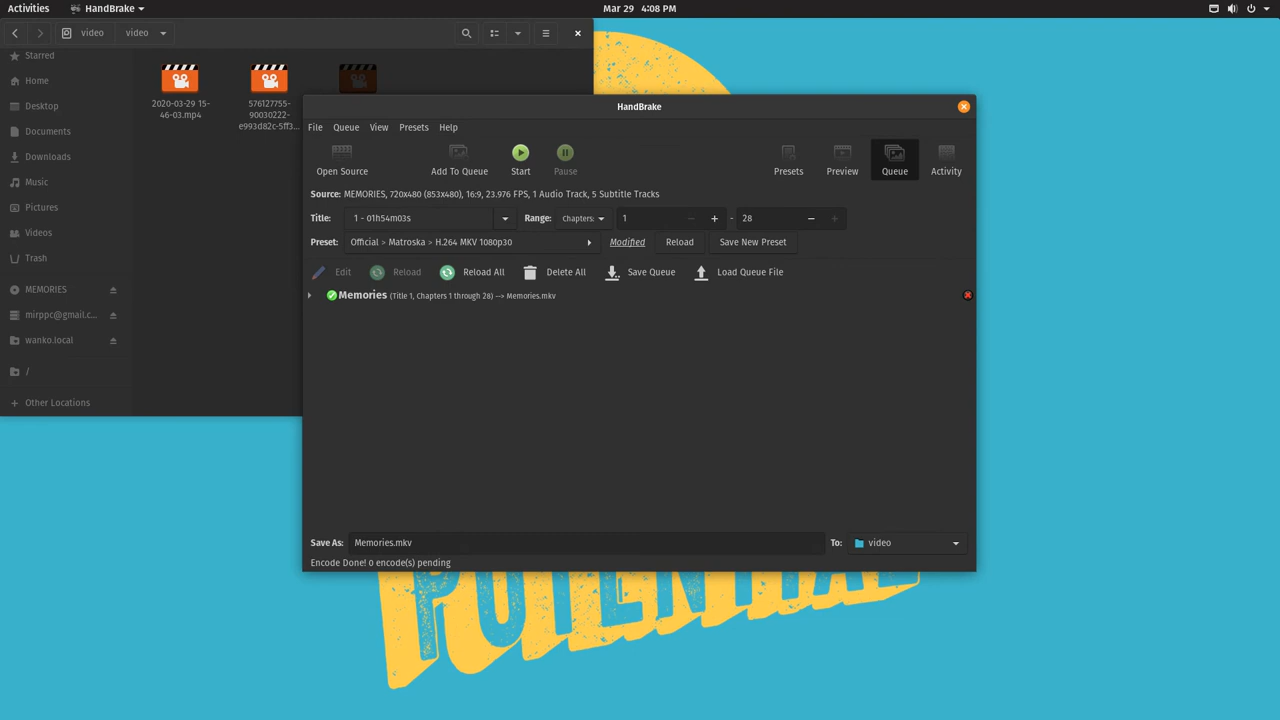 Activities
HandBrake
Mar 29 4:08 PM
video
video
Starred
Home
Desktop
Documents
Downloads
Music
Pictures
Videos
Trash
MEMORIES
mirppc@gmail.c...
wanko.local
/
+ Other Locations
2020-03-29 15-
46-03.mp4
576127755-
90030222-
e993d82c-5ff3...
HandBrake
File
Queue
View
Presets
Help
Open Source
Add To Queue
Start
Pause
Presets
Preview
Queue
Activity
Source: MEMORIES, 720x480 (853x480), 16:9, 23.976 FPS, 1 Audio Track, 5 Subtitle Tracks
Title: 1 - 01h54m03s
Range: Chapters: 1 - 28
Preset: Official > Matroska > H.264 MKV 1080p30
Modified
Reload
Save New Preset
Edit
Reload
Reload All
Delete All
Save Queue
Load Queue File
Memories (Title 1, Chapters 1 through 28) --> Memories.mkv
Save As: Memories.mkv
To: video
Encode Done! 0 encode(s) pending
POTENTIAL